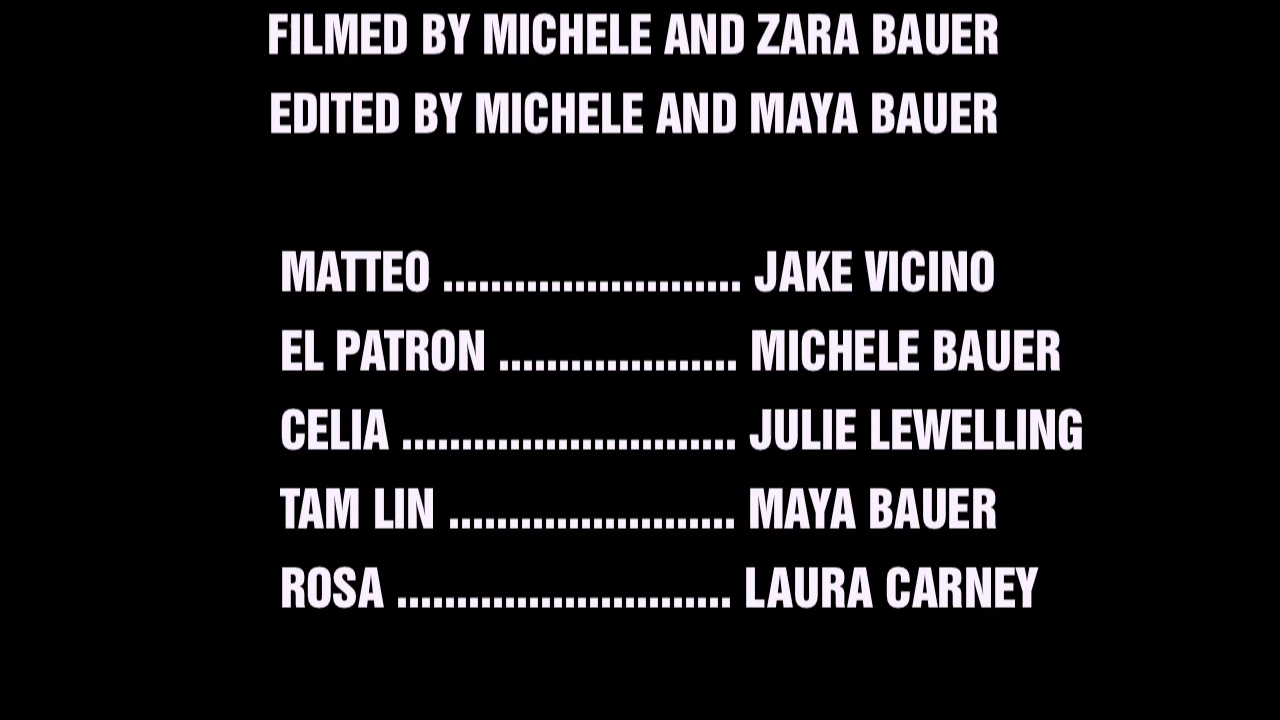 FILMED BY MICHELE AND ZARA BAUER
EDITED BY MICHELE AND MAYA BAUER
MATTEO ......................... JAKE VICINO
EL PATRON .................... MICHELE BAUER
CELIA ............................ JULIE LEWELLING
TAM LIN ........................ MAYA BAUER
ROSA ............................ LAURA CARNEY